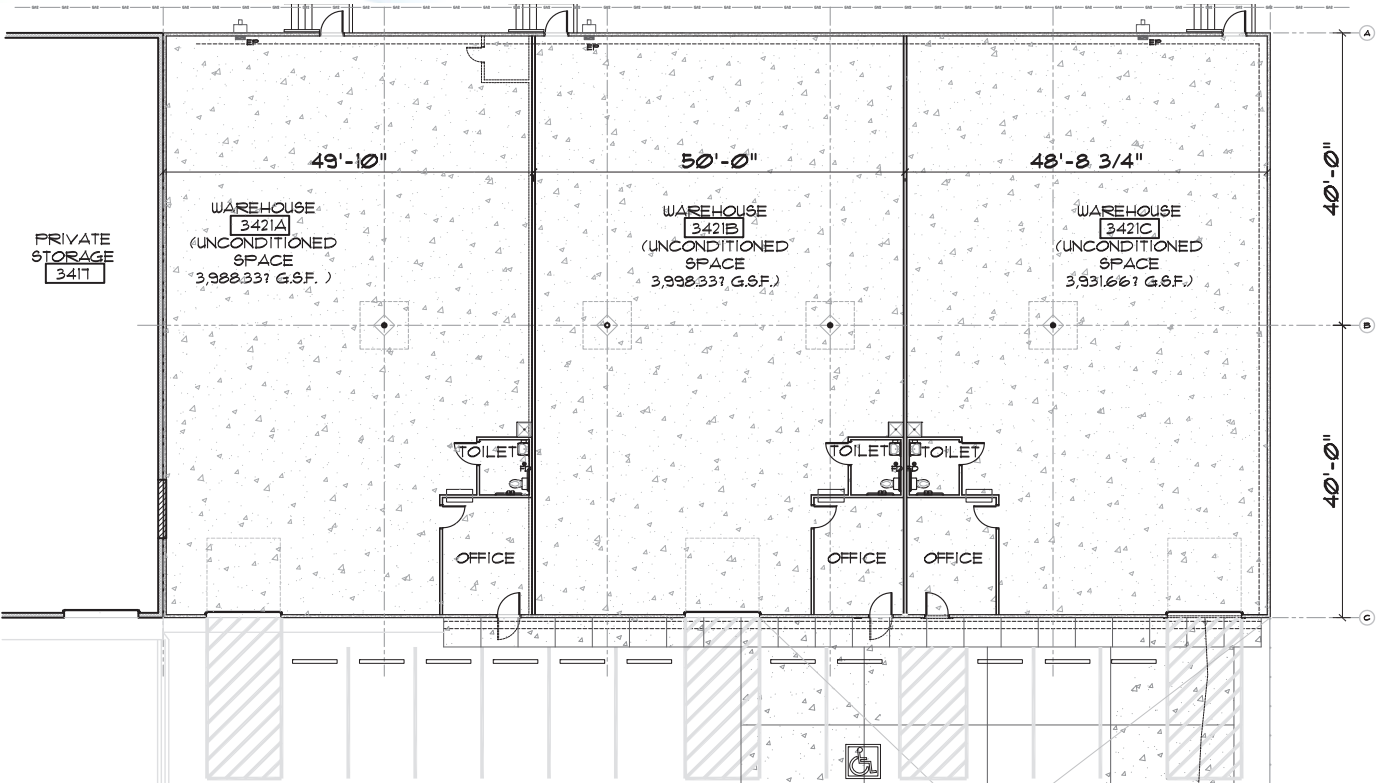 EP
EP
EP
A
49'-10"
50'-0"
48'-8 3/4"
40'-0"
WAREHOUSE
3421A
(UNCONDITIONED
SPACE
3,988.33? G.S.F. )
WAREHOUSE
3421B
(UNCONDITIONED
SPACE
3,998.33? G.S.F.)
WAREHOUSE
3421C
(UNCONDITIONED
SPACE
3,931.66? G.S.F.)
PRIVATE
STORAGE
3417
B
TOILET
TOILET
TOILET
40'-0"
OFFICE
OFFICE
OFFICE
C